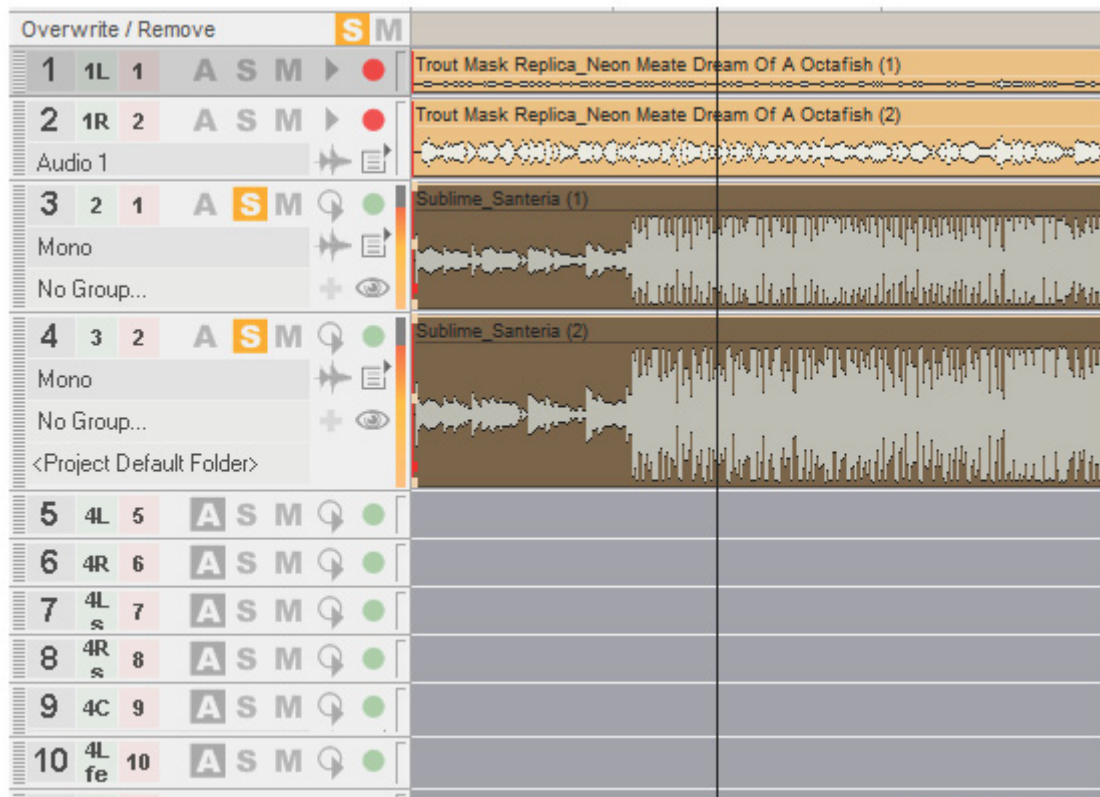 Overwrite / Remove S M
1 1L 1 A S M
Trout Mask Replica_Neon Meate Dream Of A Octafish (1)
2 1R 2 A S M
Trout Mask Replica_Neon Meate Dream Of A Octafish (2)
Audio 1
3 2 1 A S M
Sublime_Santeria (1)
Mono
No Group...
4 3 2 A S M
Sublime_Santeria (2)
Mono
No Group...
<Project Default Folder>
5 4L 5 A S M
6 4R 6 A S M
7 4L s 7 A S M
8 4R s 8 A S M
9 4C 9 A S M
10 4L fe 10 A S M